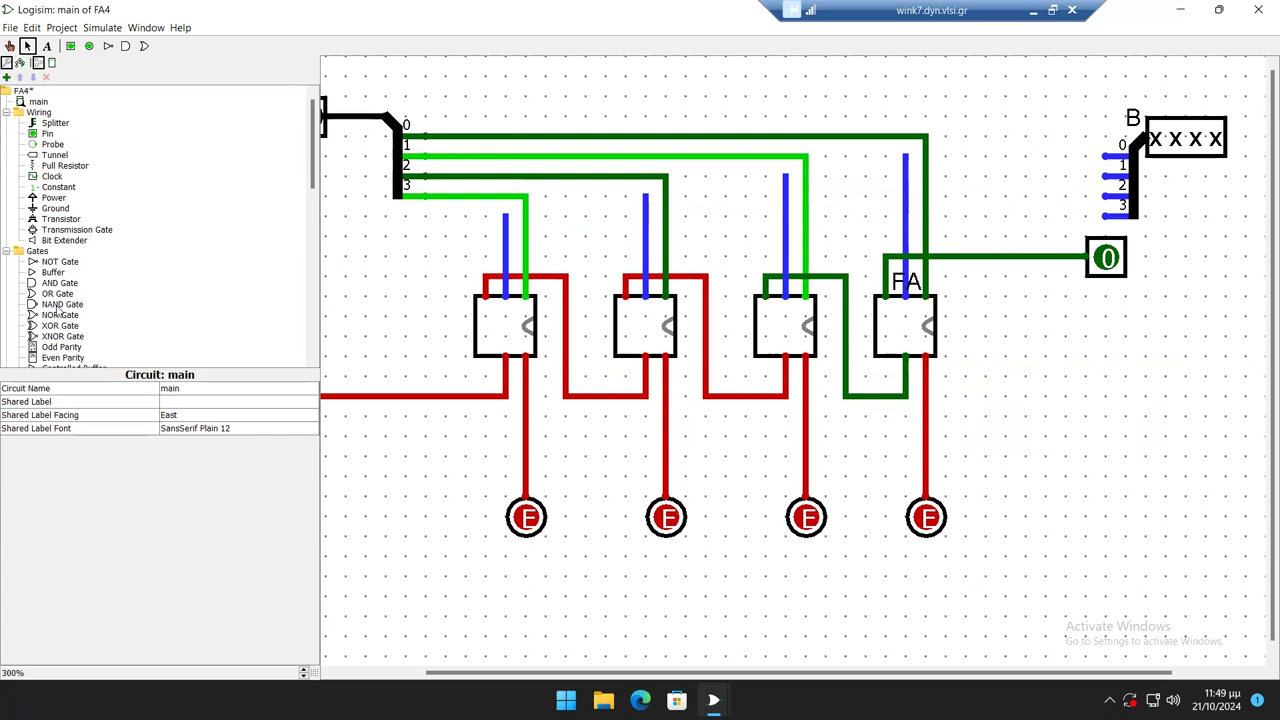 Logisim: main of FA4
wink7.dyn.vlsi.gr
File Edit Project Simulate Window Help
FA4*
main
Wiring
Splitter
Pin
Probe
Tunnel
Pull Resistor
Clock
Constant
Power
Ground
Transistor
Transmission Gate
Bit Extender
Gates
NOT Gate
Buffer
AND Gate
OR Gate
NAND Gate
NOR Gate
XOR Gate
XNOR Gate
Odd Parity
Even Parity
Controlled Buffer
Circuit: main
Circuit Name main
Shared Label
Shared Label Facing East
Shared Label Font SansSerif Plain 12
300%
0
1
2
3
B
X X X X
0
1
2
3
0
FA
E E E E
Activate Windows
Go to Settings to activate Windows.
11:49 μμ
21/10/2024
1